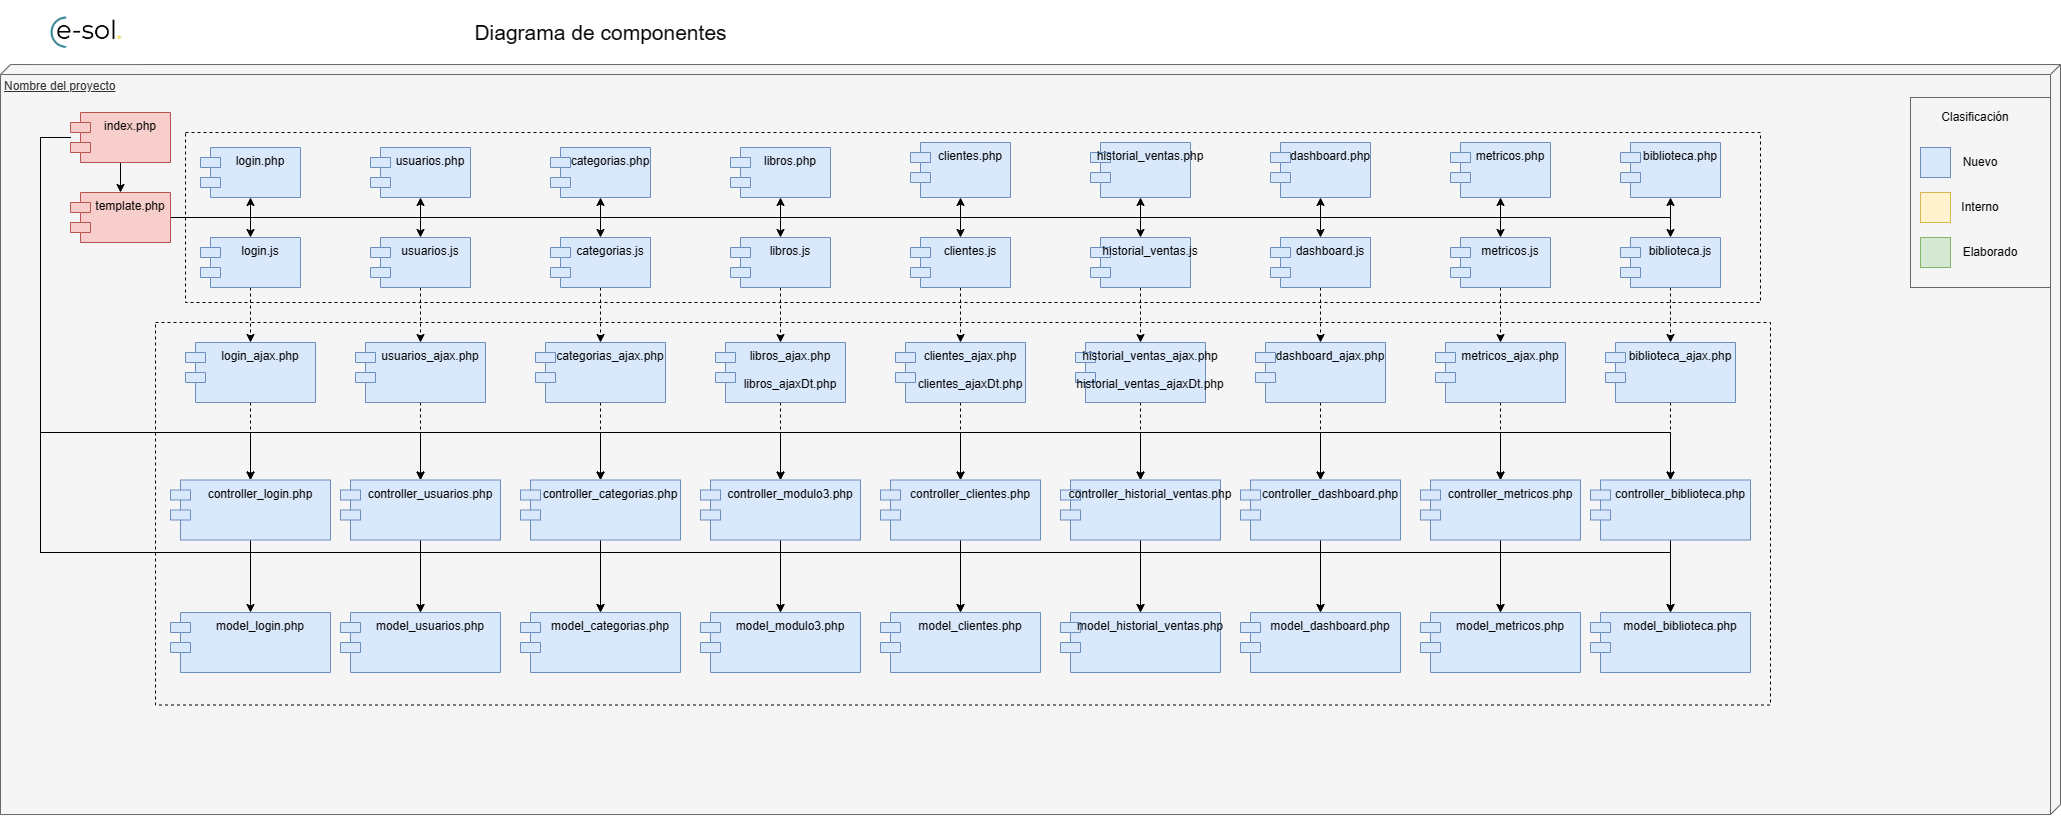 e-sol.
Diagrama de componentes
Nombre del proyecto
index.php
template.php
login.php
usuarios.php
categorias.php
libros.php
clientes.php
historial_ventas.php
dashboard.php
metricos.php
biblioteca.php
login.js
usuarios.js
categorias.js
libros.js
clientes.js
historial_ventas.js
dashboard.js
metricos.js
biblioteca.js
login_ajax.php
usuarios_ajax.php
categorias_ajax.php
libros_ajax.php
libros_ajaxDt.php
clientes_ajax.php
clientes_ajaxDt.php
historial_ventas_ajax.php
historial_ventas_ajaxDt.php
dashboard_ajax.php
metricos_ajax.php
biblioteca_ajax.php
controller_login.php
controller_usuarios.php
controller_categorias.php
controller_modulo3.php
controller_clientes.php
controller_historial_ventas.php
controller_dashboard.php
controller_metricos.php
controller_biblioteca.php
model_login.php
model_usuarios.php
model_categorias.php
model_modulo3.php
model_clientes.php
model_historial_ventas.php
model_dashboard.php
model_metricos.php
model_biblioteca.php
Clasificación
Nuevo
Interno
Elaborado